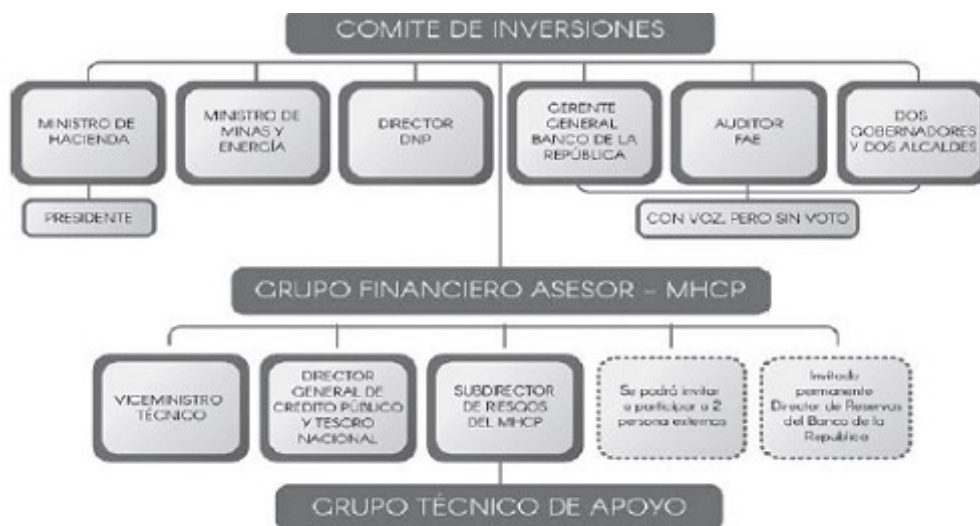 COMITE DE INVERSIONES
MINISTRO DE
HACIENDA
MINISTRO DE
MINAS Y
ENERGÍA
DIRECTOR
DNP
GERENTE
GENERAL
BANCO DE LA
REPÚBLICA
AUDITOR
FAE
DOS
GOBERNADORES
Y DOS ALCALDES
PRESIDENTE
CON VOZ, PERO SIN VOTO
GRUPO FINANCIERO ASESOR – MHCP
VICEMINISTRO
TÉCNICO
DIRECTOR
GENERAL DE
CREDITO PÚBLICO
Y TESORO
NACIONAL
SUBDIRECTOR
DE RIESGOS
DEL MHCP
Se podrá invitar
a participar a 2
persona externas
Invitado
permanente
Director de Reservas
del Banco de la
Republica
GRUPO TÉCNICO DE APOYO